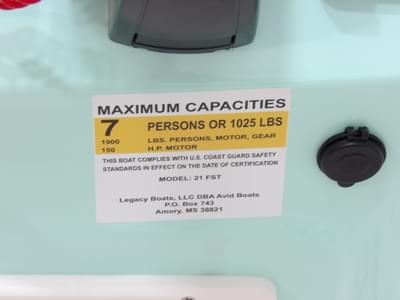 MAXIMUM CAPACITIES
7 PERSONS OR 1025 LBS
1900 LBS. PERSONS, MOTOR, GEAR
150 H.P. MOTOR
THIS BOAT COMPLIES WITH U.S. COAST GUARD SAFETY
STANDARDS IN EFFECT ON THE DATE OF CERTIFICATION
MODEL: 21 FST
Legacy Boats, LLC DBA Avid Boats
P.O. Box 743
Amory, MS 38821